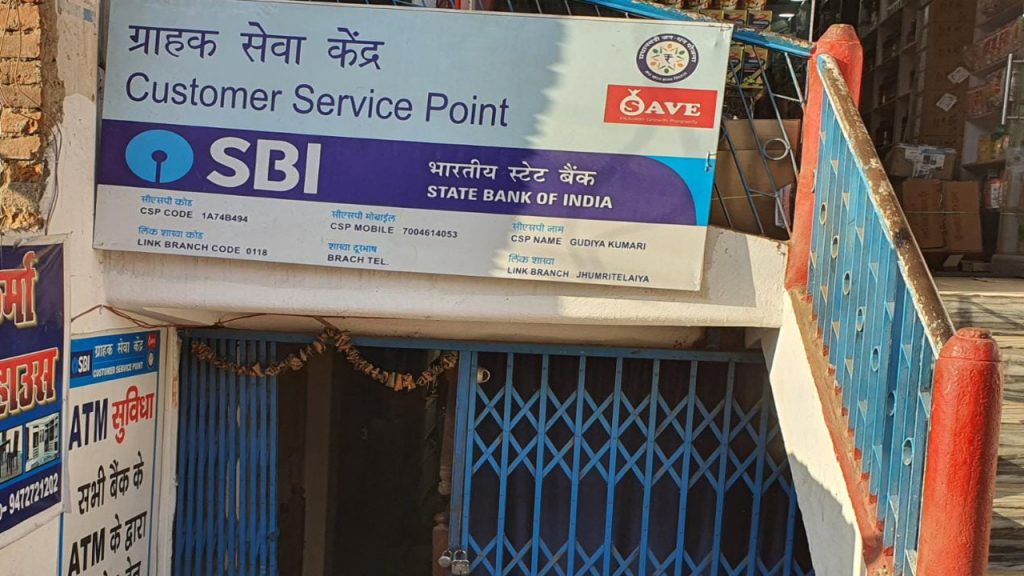 ग्राहक सेवा केंद्र
Customer Service Point
SAVE
SBI
भारतीय स्टेट बैंक
STATE BANK OF INDIA
सीएसपी कोड
CSP CODE 1A74B494
लिंक शाखा कोड
LINK BRANCH CODE 0118
सीएसपी मोबाईल
CSP MOBILE 7004614053
शाखा दूरभाष
BRACH TEL.
सीएसपी नाम
CSP NAME GUDIYA KUMARI
लिंक शाखा
LINK BRANCH JHUMRITELAIYA
हाउस
9472721202
SBI
ग्राहक सेवा केंद्र
CUSTOMER SERVICE POINT
ATM सुविधा
सभी बैंक के
ATM के द्वारा